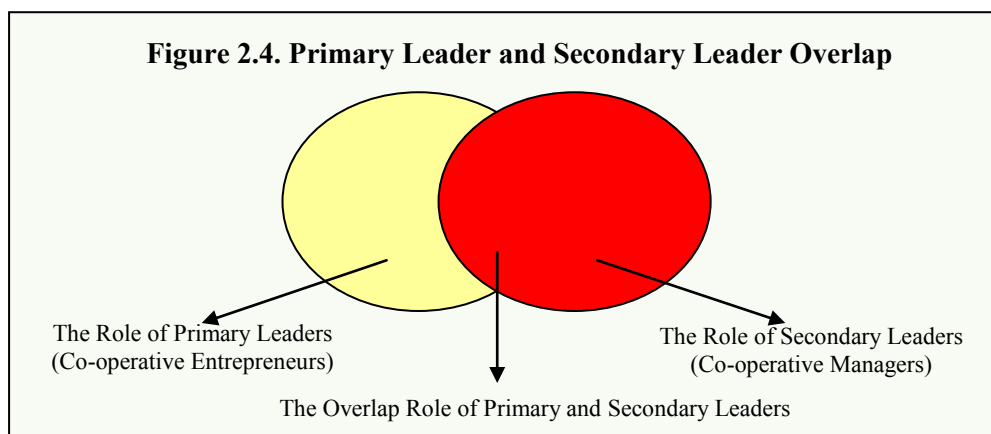 Figure 2.4. Primary Leader and Secondary Leader Overlap
The Role of Primary Leaders
(Co-operative Entrepreneurs)
The Role of Secondary Leaders
(Co-operative Managers)
The Overlap Role of Primary and Secondary Leaders